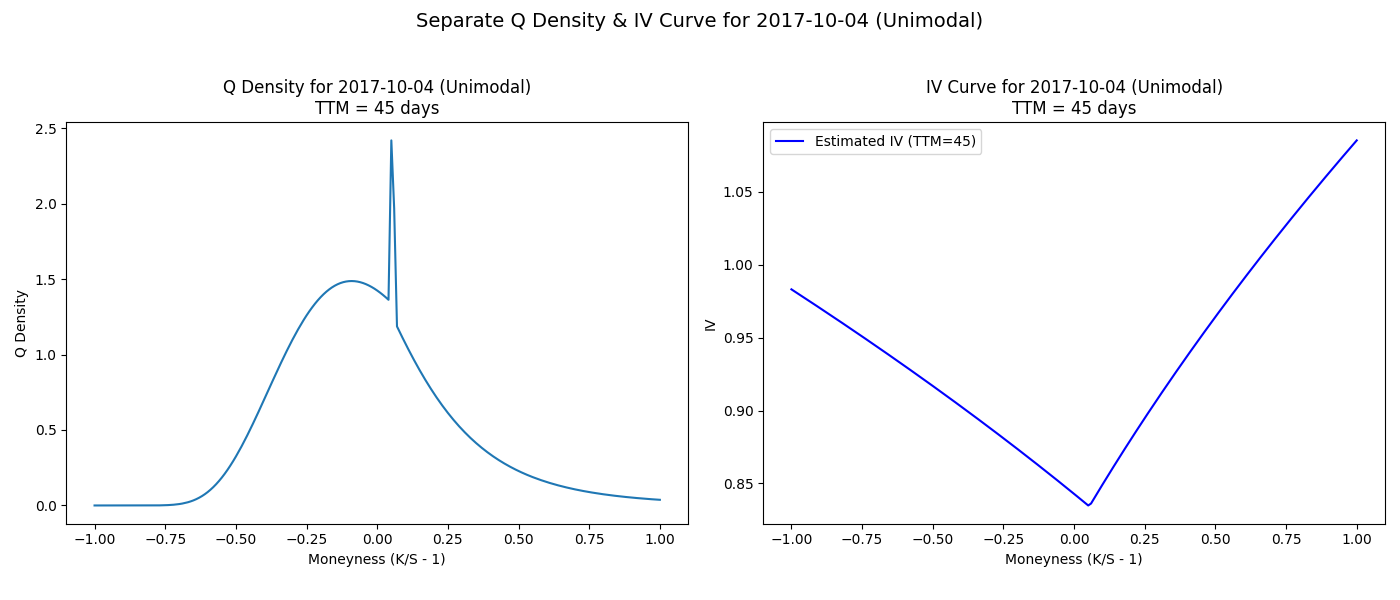 Separate Q Density & IV Curve for 2017-10-04 (Unimodal)
Q Density for 2017-10-04 (Unimodal)
TTM = 45 days
2.5
2.0
1.5
1.0
0.5
0.0
Q Density
−1.00 −0.75 −0.50 −0.25 0.00 0.25 0.50 0.75 1.00
Moneyness (K/S - 1)
IV Curve for 2017-10-04 (Unimodal)
TTM = 45 days
Estimated IV (TTM=45)
1.05
1.00
0.95
0.90
0.85
IV
−1.00 −0.75 −0.50 −0.25 0.00 0.25 0.50 0.75 1.00
Moneyness (K/S - 1)